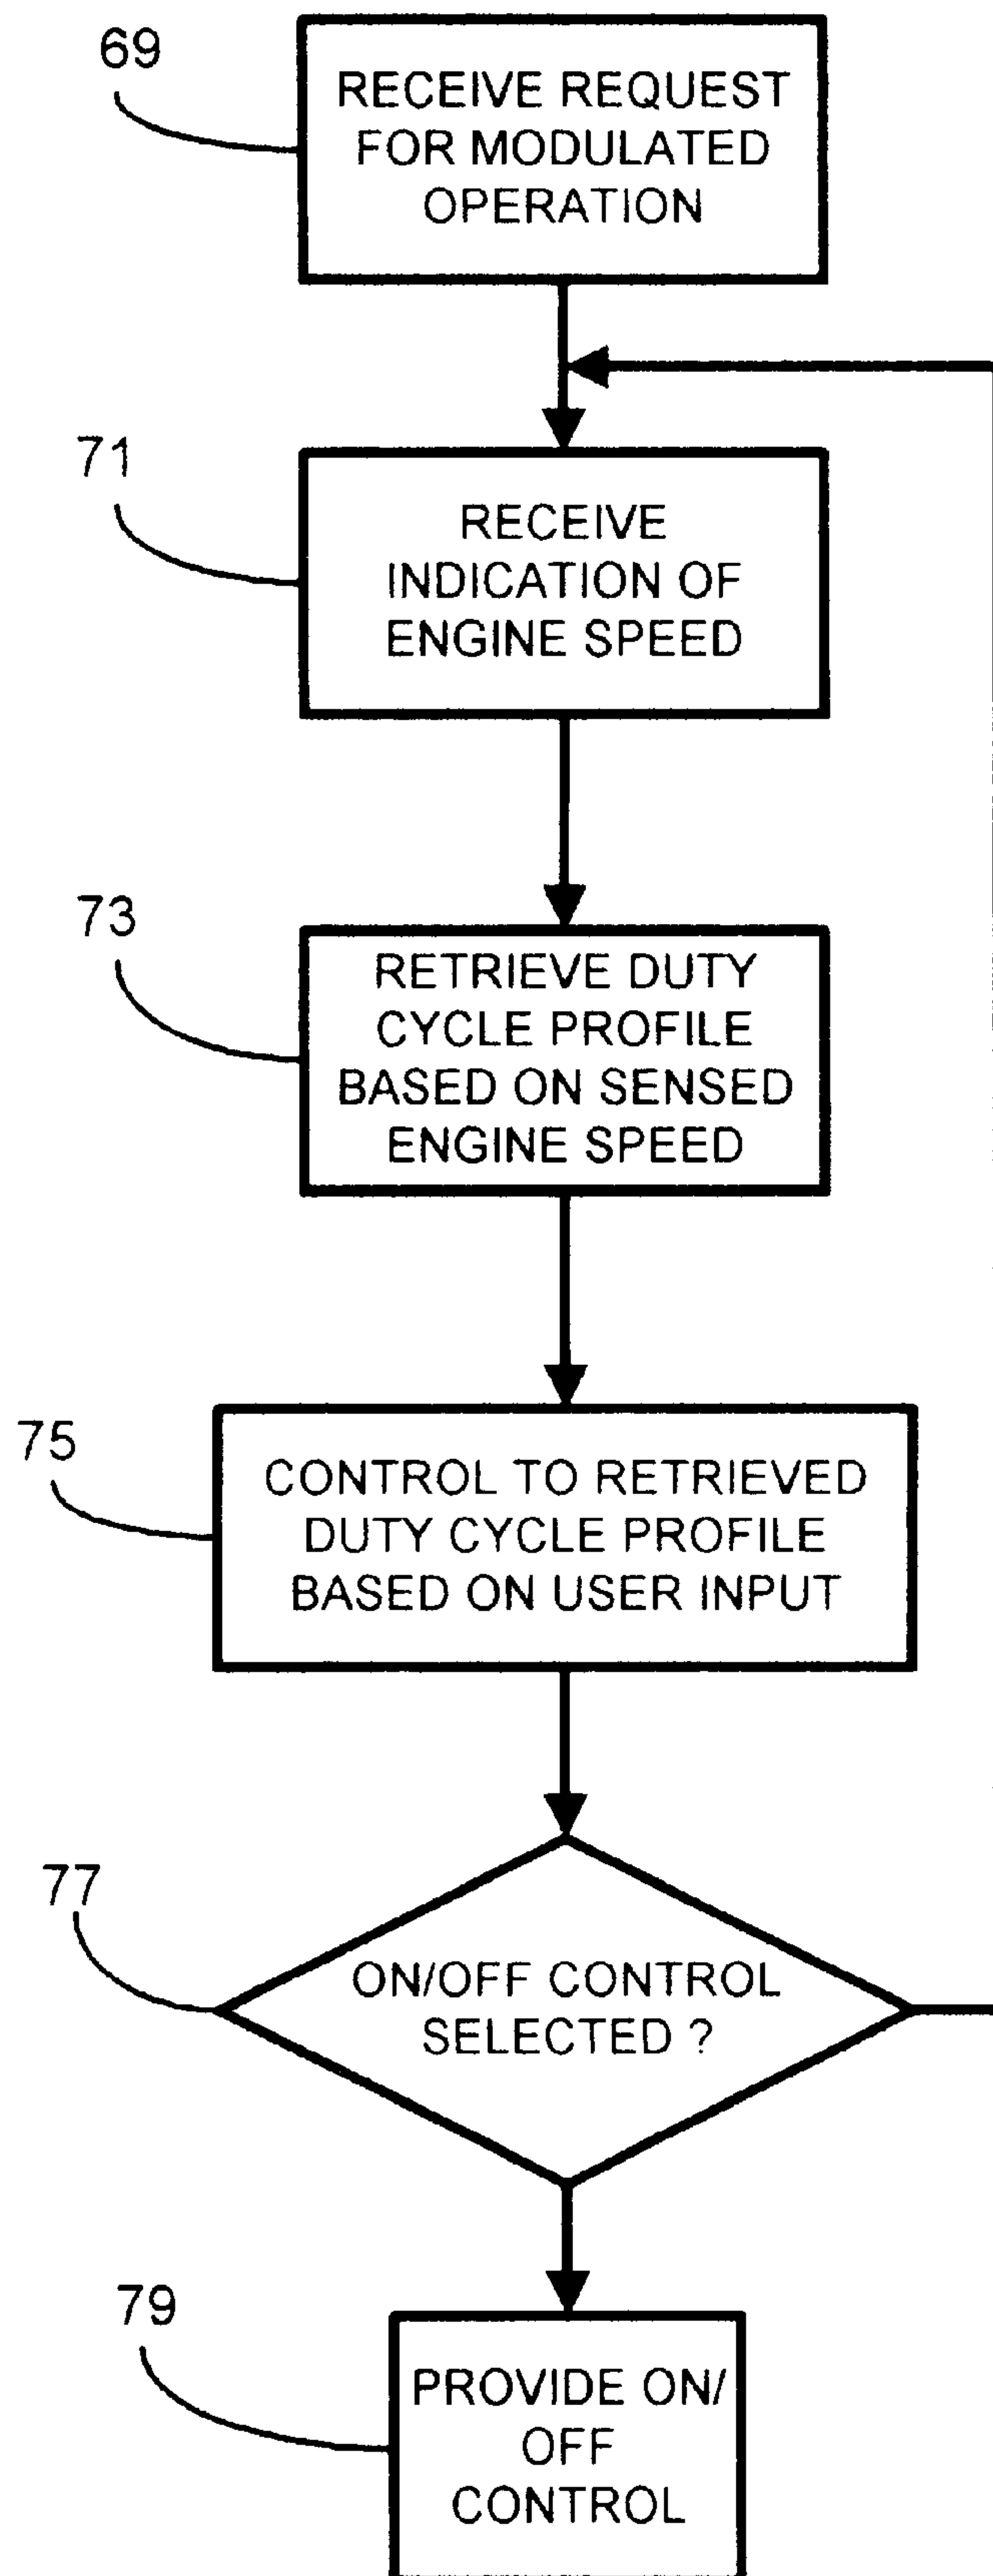 69
RECEIVE REQUEST
FOR MODULATED
OPERATION
71
RECEIVE
INDICATION OF
ENGINE SPEED
73
RETRIEVE DUTY
CYCLE PROFILE
BASED ON SENSED
ENGINE SPEED
75
CONTROL TO RETRIEVED
DUTY CYCLE PROFILE
BASED ON USER INPUT
77
ON/OFF CONTROL
SELECTED ?
79
PROVIDE ON/
OFF
CONTROL